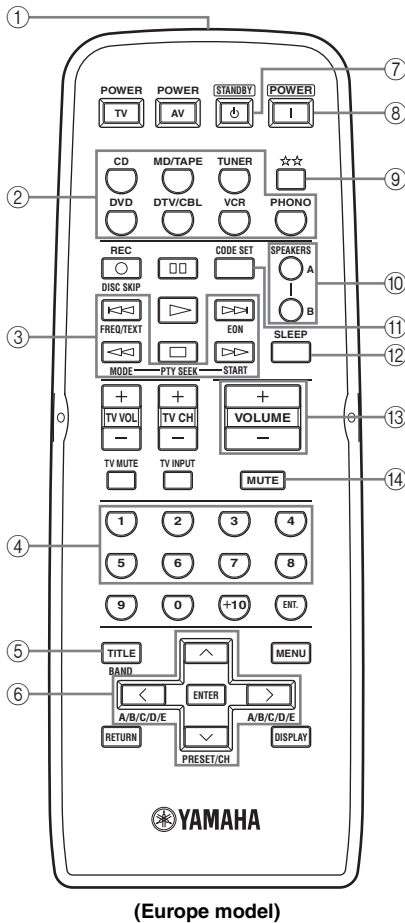 ①
POWER POWER STANDBY POWER ⑦
TV AV ⏻ | ⑧
② CD MD/TAPE TUNER ☆☆ ⑨
DVD DTV/CBL VCR PHONO
REC CODE SET SPEAKERS
A ⑩
DISC SKIP
B ⑪
③ FREQ/TEXT EON SLEEP
⑫
MODE PTY SEEK START
+ + +
TV VOL TV CH VOLUME ⑬
– – –
TV MUTE TV INPUT MUTE ⑭
④ 1 2 3 4
5 6 7 8
9 0 +10 ENT.
⑤ TITLE MENU
BAND
⑥ ENTER
A/B/C/D/E A/B/C/D/E
RETURN DISPLAY
PRESET/CH
YAMAHA
(Europe model)